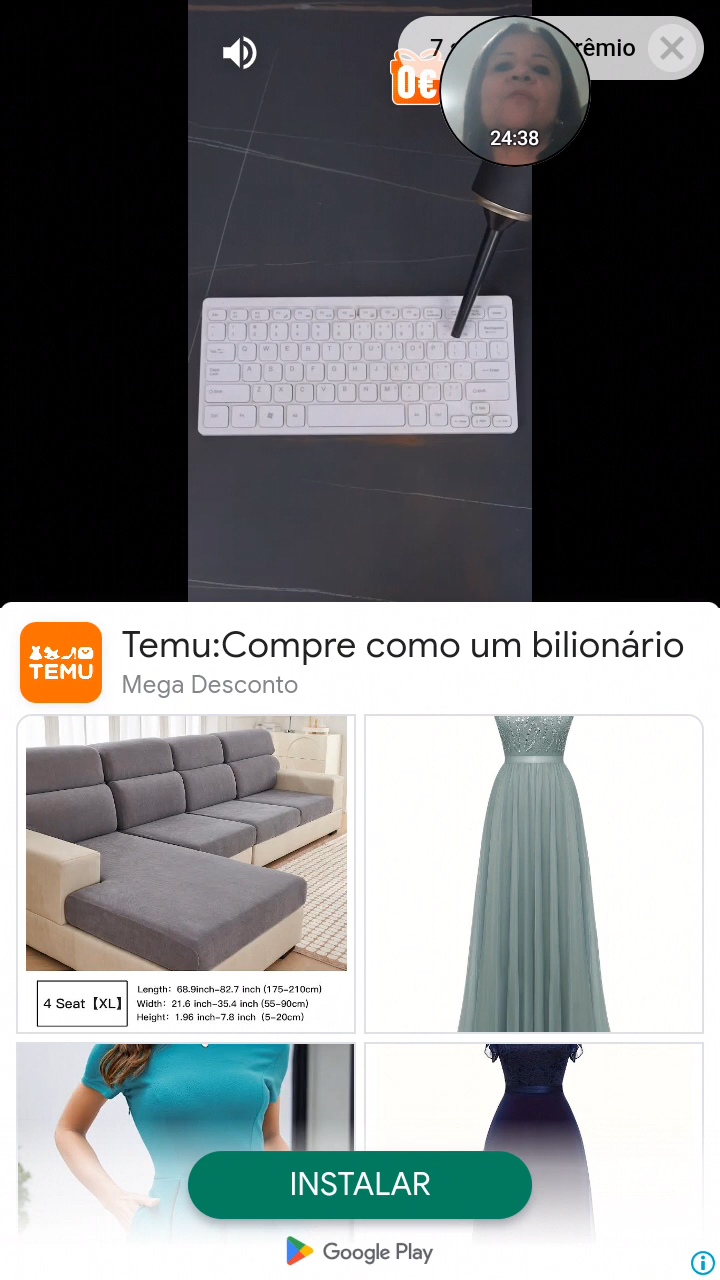 7
rêmio
0€
24:38
Temu:Compre como um bilionário
Mega Desconto
TEMU
4 Seat【XL】
Length: 68.9inch-82.7 inch (175-210cm)
Width: 21.6 inch-35.4 inch (55-90cm)
Height: 1.96 inch-7.8 inch (5-20cm)
INSTALAR
Google Play